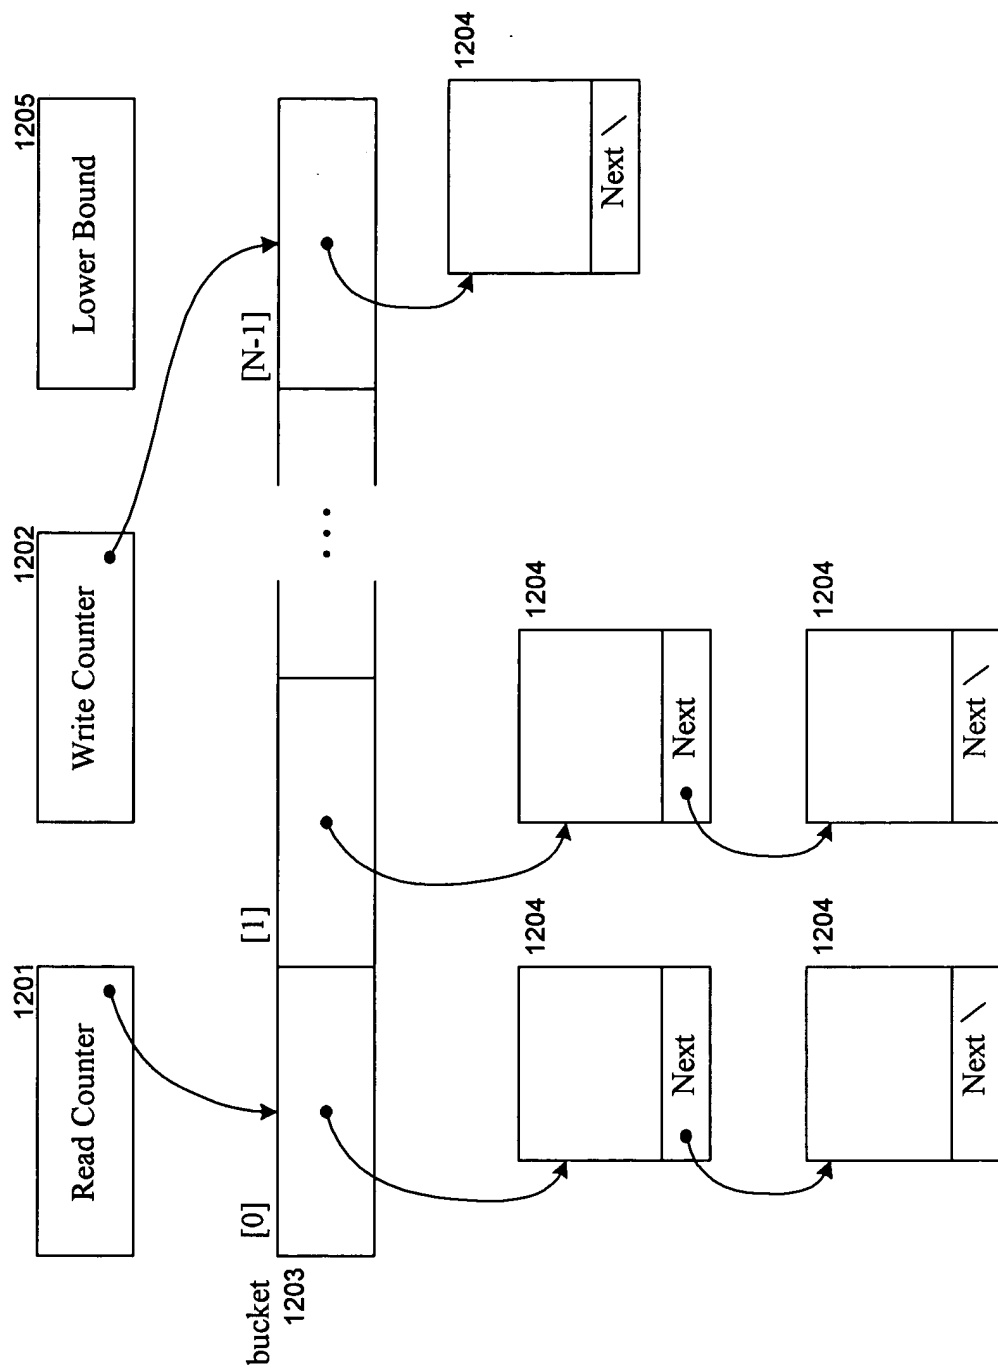 1201
Read Counter
1202
Write Counter
1205
Lower Bound
bucket
1203
[0]
[1]
[N-1]
...
1204
Next
1204
Next
1204
Next \
1204
Next \
1204
Next \